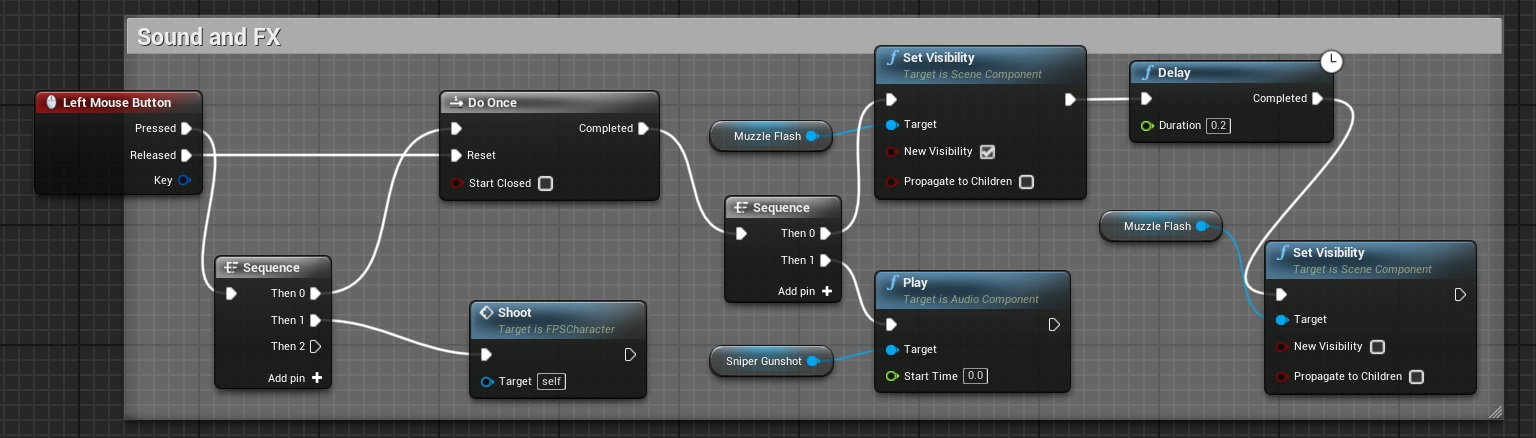 Sound and FX
Left Mouse Button
Pressed
Released
Key
Sequence
Then 0
Then 1
Then 2
Add pin
Do Once
Completed
Reset
Start Closed
Shoot
Target is FPSCharacter
Target self
Sequence
Then 0
Then 1
Add pin
Muzzle Flash
Set Visibility
Target is Scene Component
Target
New Visibility
Propagate to Children
Sniper Gunshot
Play
Target is Audio Component
Target
Start Time 0.0
Delay
Completed
Duration 0.2
Muzzle Flash
Set Visibility
Target is Scene Component
Target
New Visibility
Propagate to Children